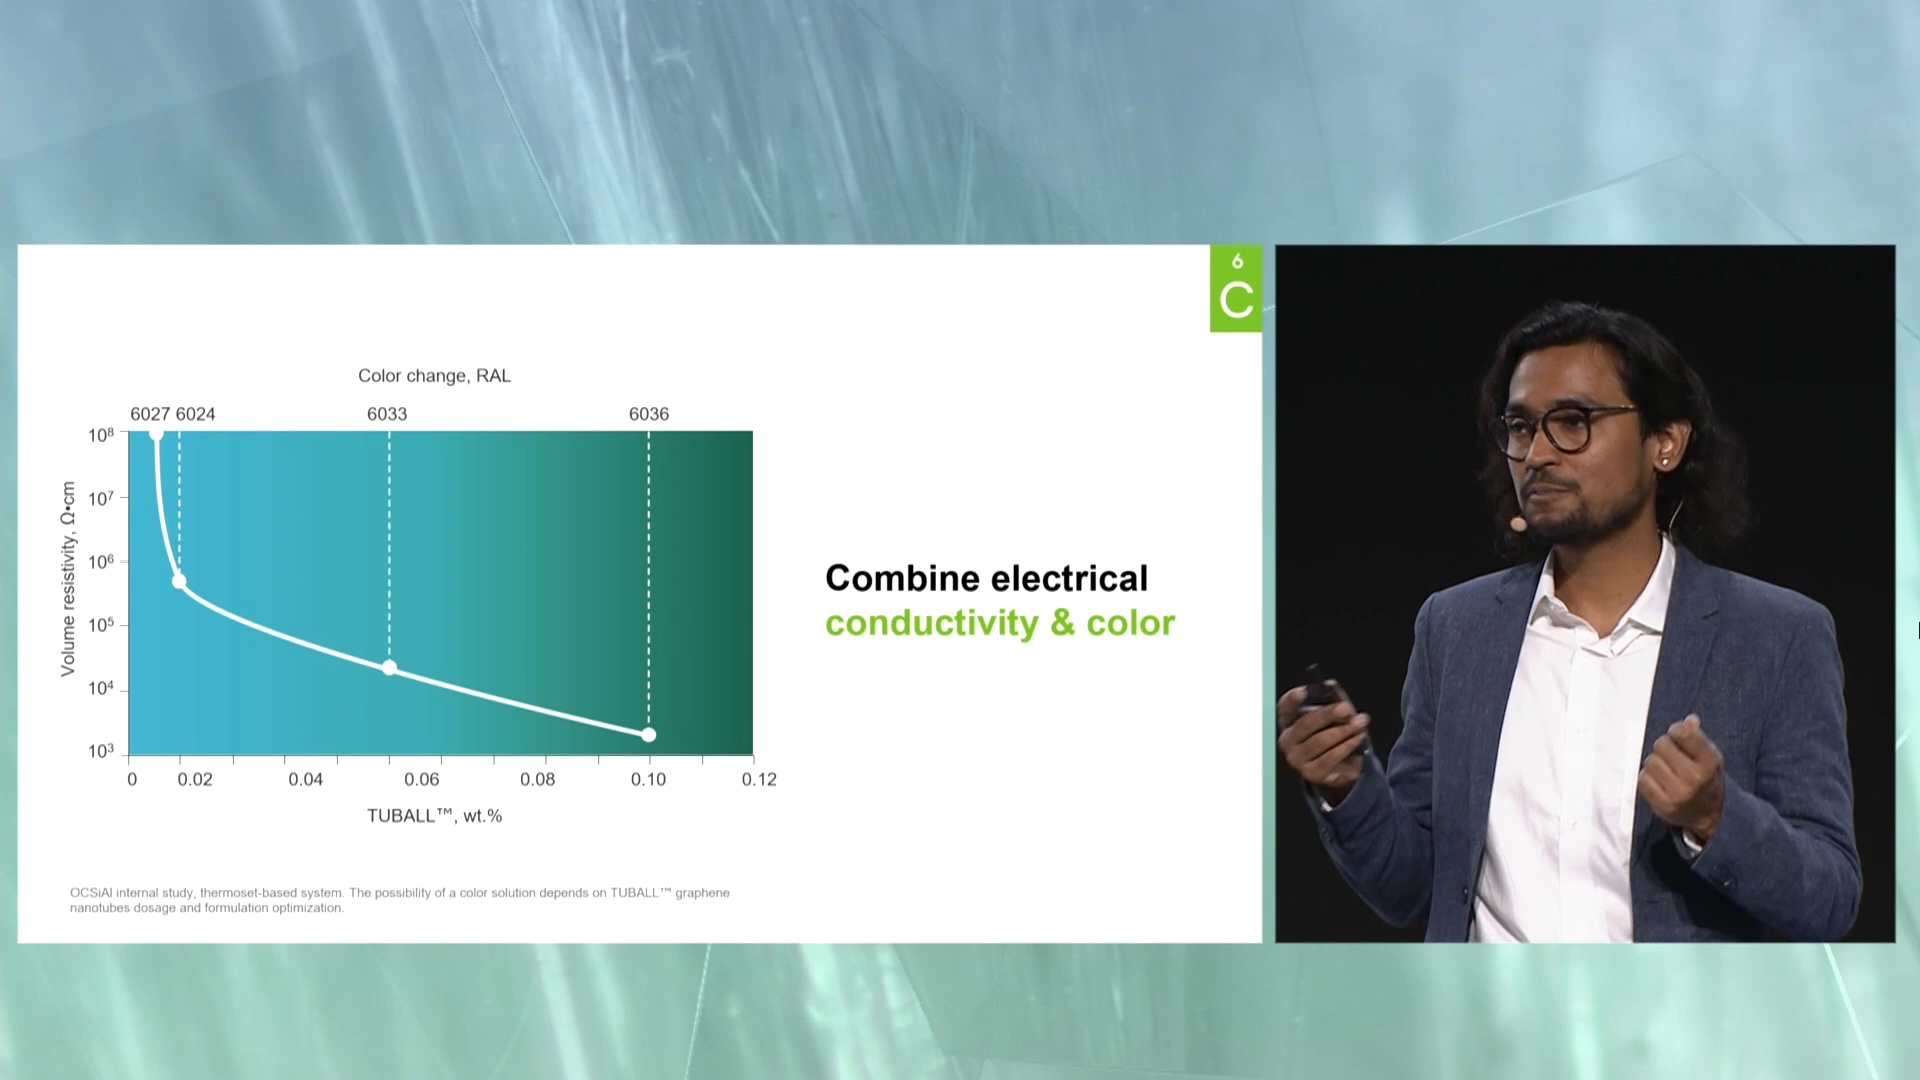 6
C
Color change, RAL
6027 6024 6033 6036
10⁸
10⁷
10⁶
10⁵
10⁴
10³
Volume resistivity, Ω•cm
0 0.02 0.04 0.06 0.08 0.10 0.12
TUBALL™, wt.%
Combine electrical
conductivity & color
OCSiAl internal study, thermoset-based system. The possibility of a color solution depends on TUBALL™ graphene
nanotubes dosage and formulation optimization.